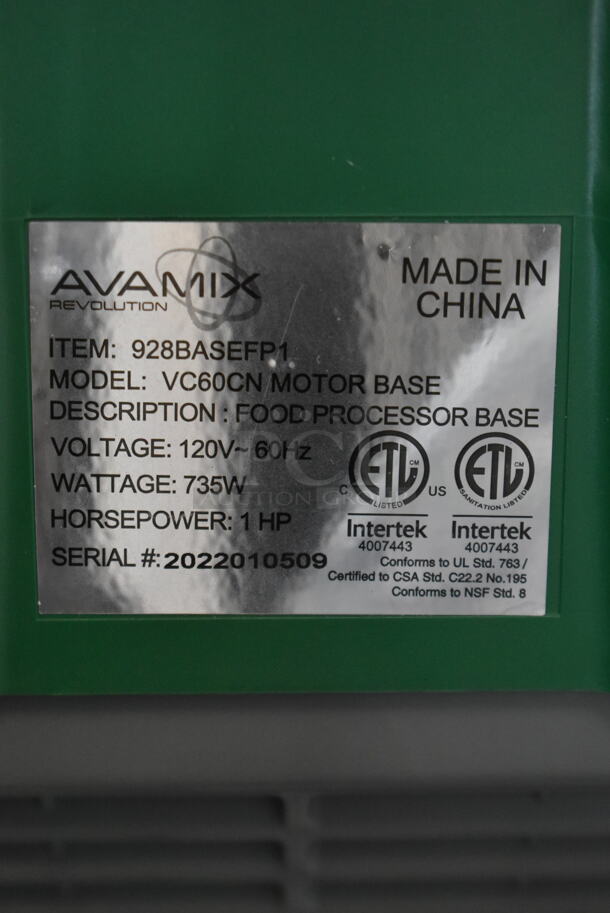 AVAMIX
REVOLUTION
MADE IN
CHINA
ITEM: 928BASEFP1
MODEL: VC60CN MOTOR BASE
DESCRIPTION : FOOD PROCESSOR BASE
VOLTAGE: 120V~ 60Hz
WATTAGE: 735W
HORSEPOWER: 1 HP
SERIAL #: 2022010509
C ETL CM US
LISTED
Intertek
4007443
ETL CM
SANITATION LISTED
Intertek
4007443
Conforms to UL Std. 763 /
Certified to CSA Std. C22.2 No.195
Conforms to NSF Std. 8